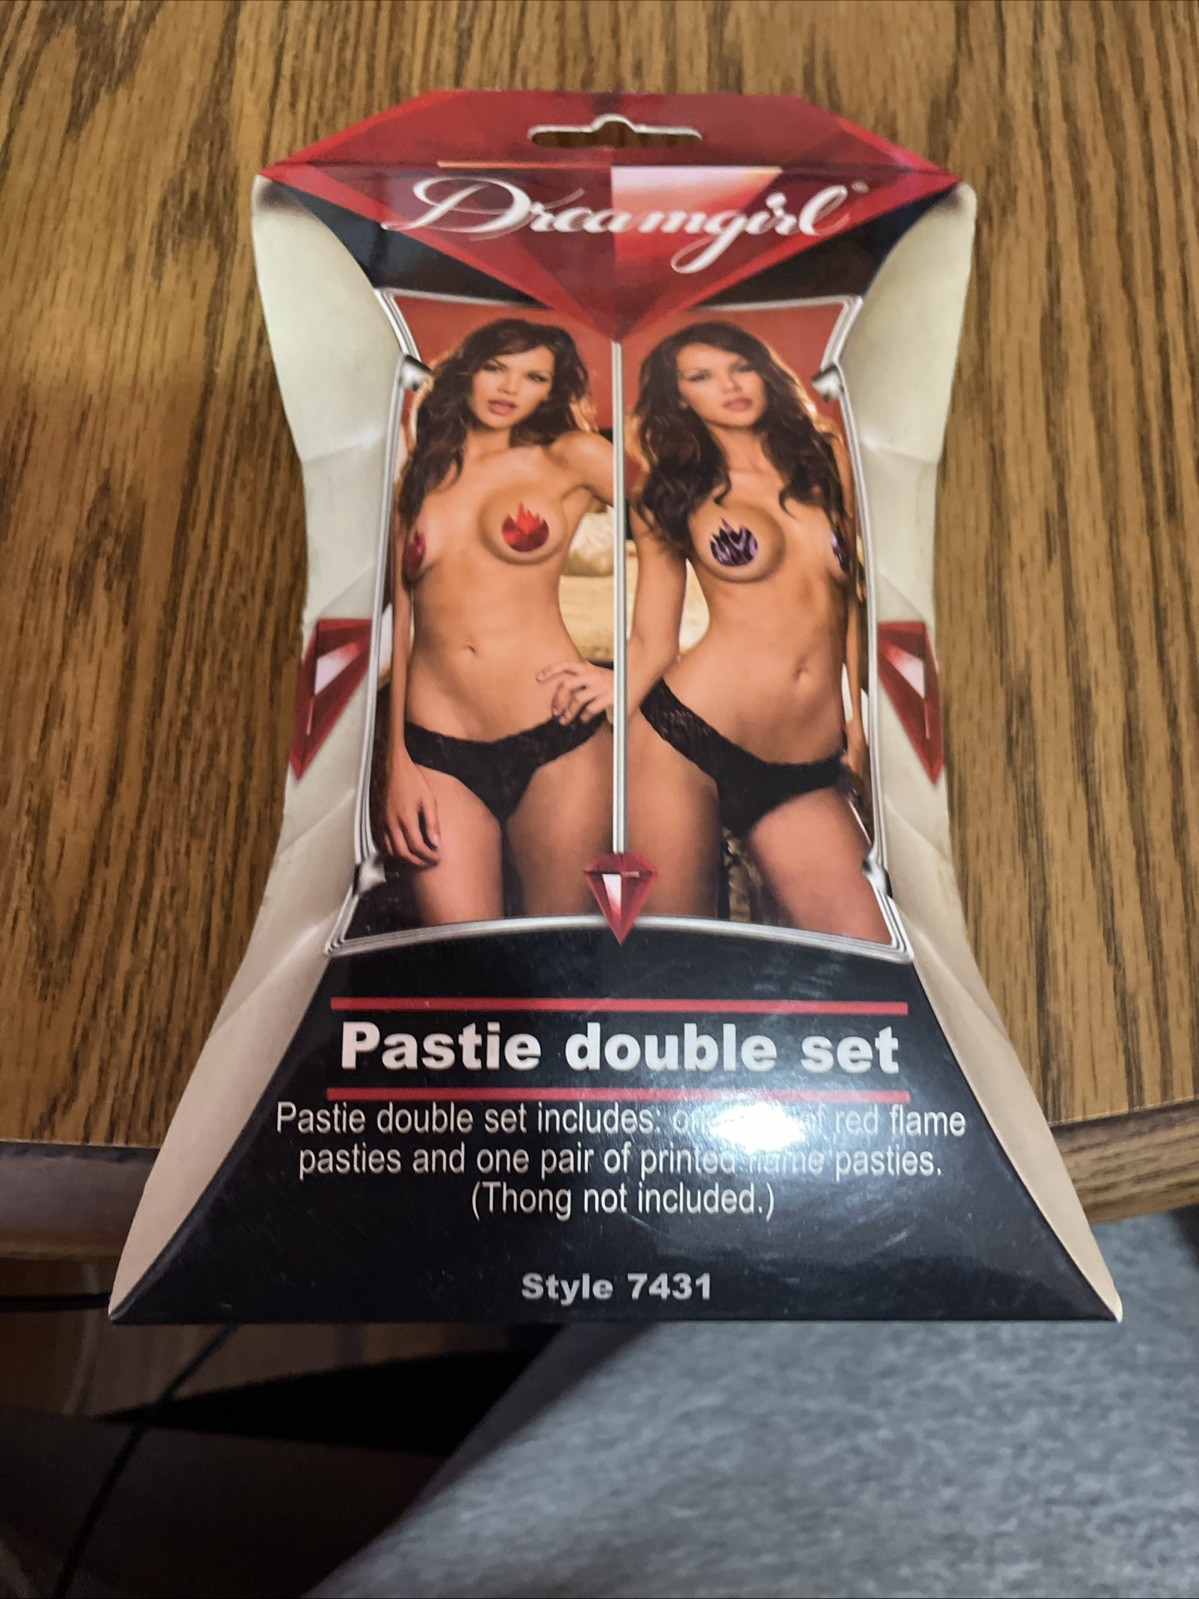 Dreamgirl®
Pastie double set
Pastie double set includes: of red flame
pasties and one pair of printed flame pasties.
(Thong not included.)
Style 7431